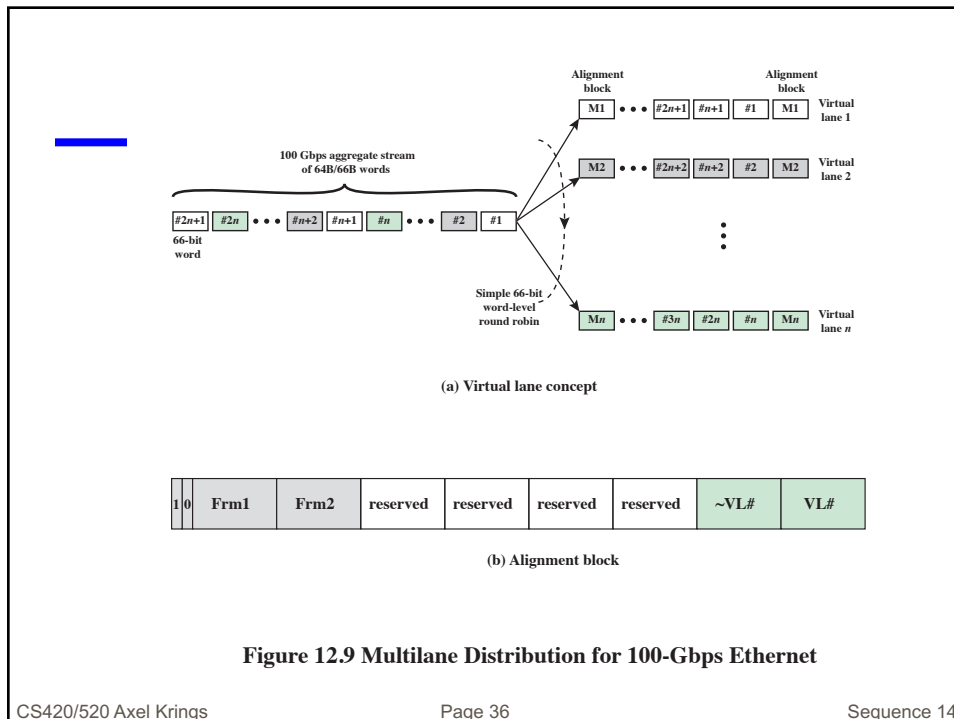 Alignment
block
Alignment
block
M1 ••• #2n+1 #n+1 #1 M1
Virtual
lane 1
100 Gbps aggregate stream
of 64B/66B words
M2 ••• #2n+2 #n+2 #2 M2
Virtual
lane 2
#2n+1 #2n ••• #n+2 #n+1 #n ••• #2 #1
66-bit
word
Simple 66-bit
word-level
round robin
Mn ••• #3n #2n #n Mn
Virtual
lane n
(a) Virtual lane concept
1 0 Frm1 Frm2 reserved reserved reserved reserved ~VL# VL#
(b) Alignment block
Figure 12.9 Multilane Distribution for 100-Gbps Ethernet
CS420/520 Axel Krings Page 36 Sequence 14